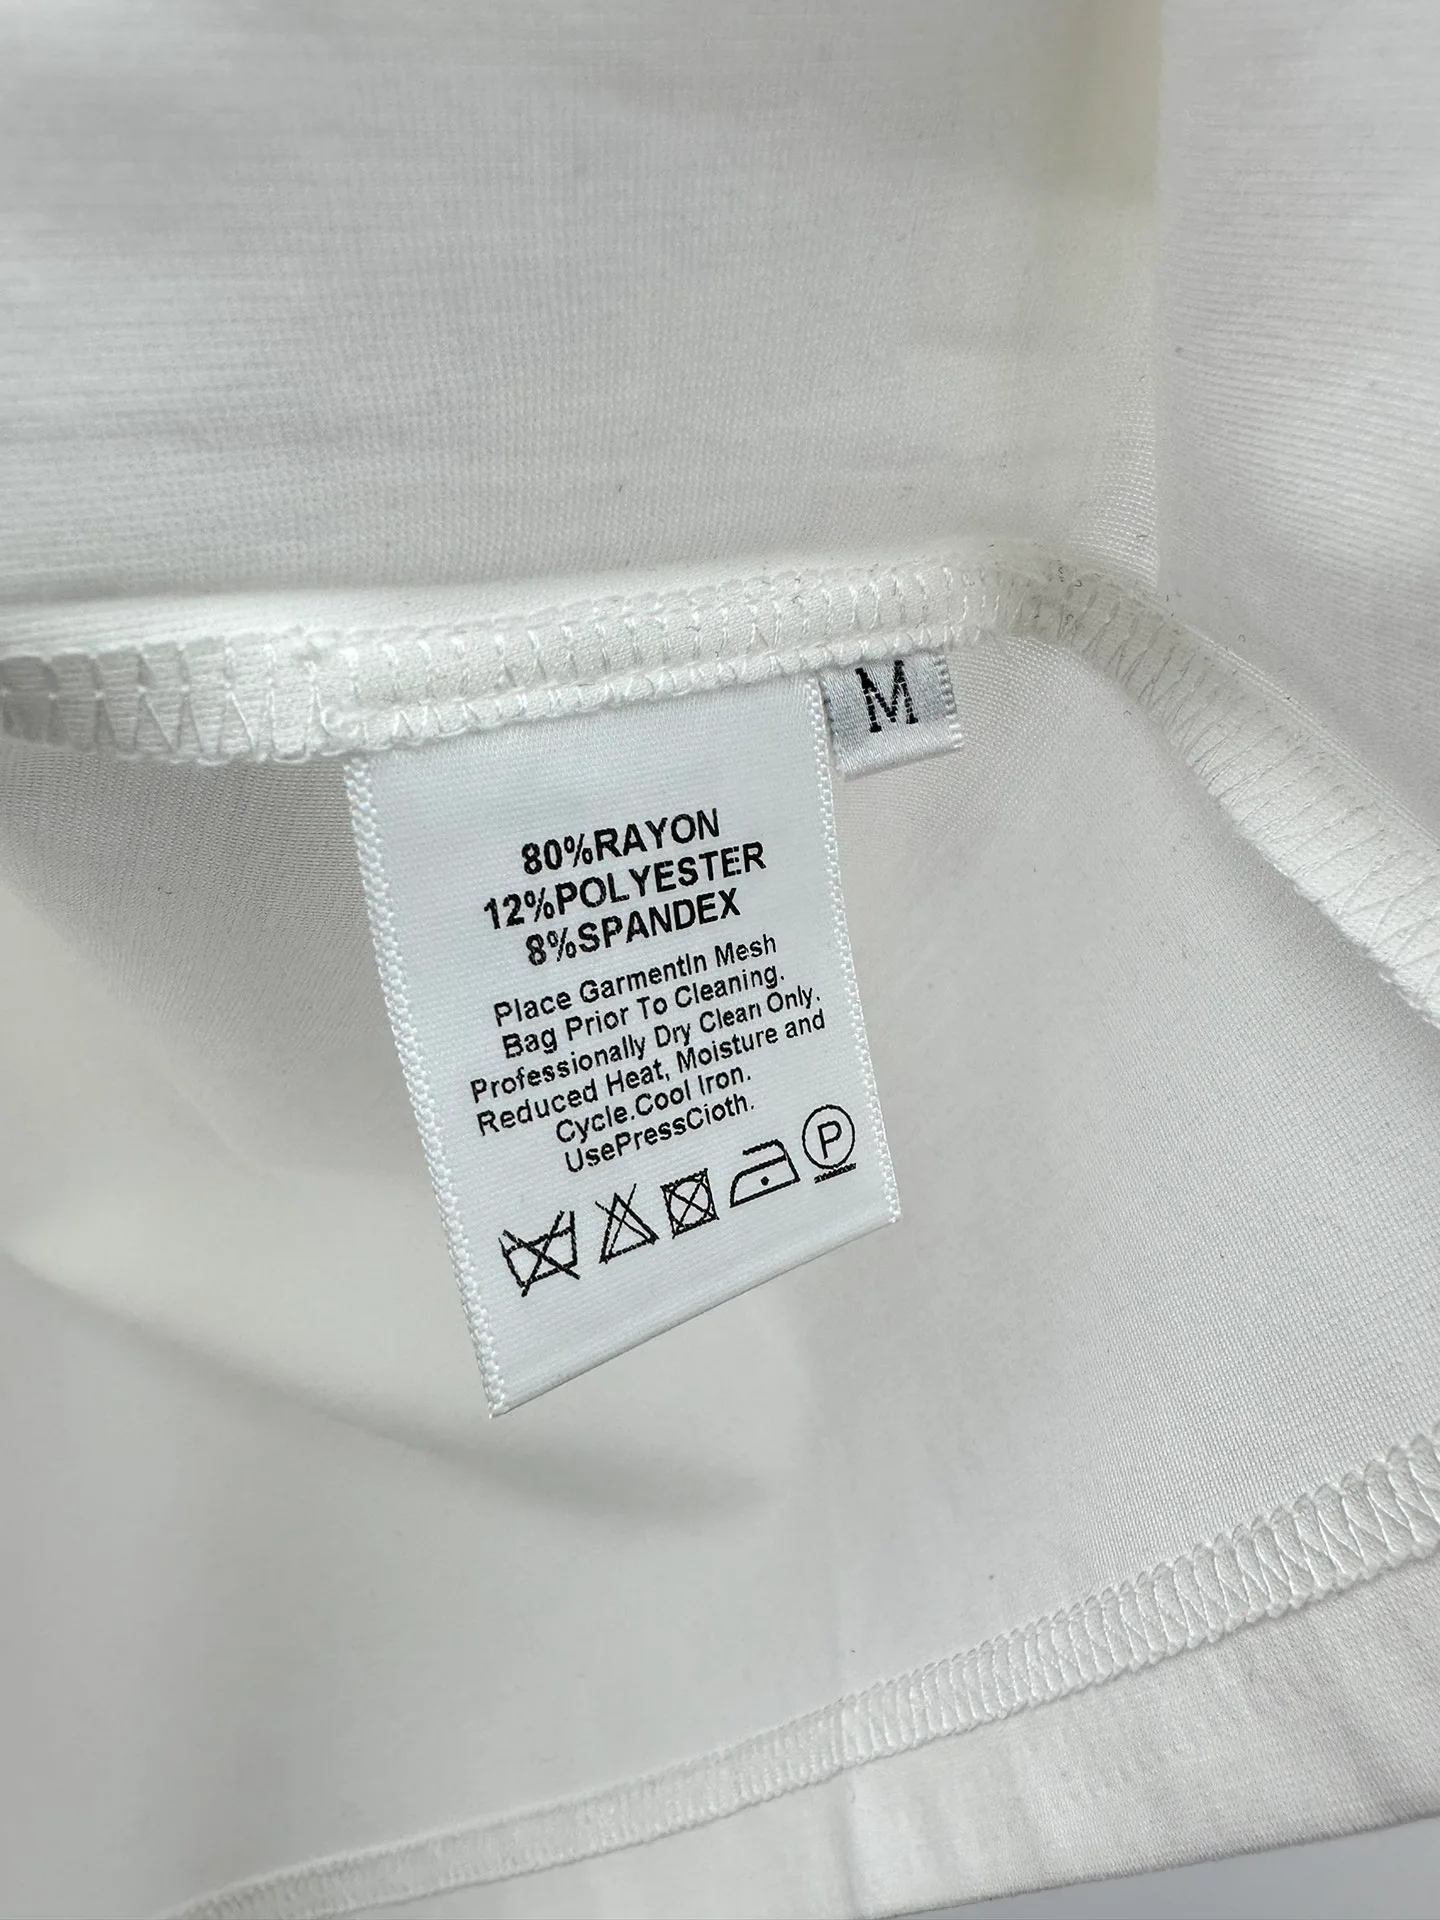 M
80%RAYON
12%POLYESTER
8%SPANDEX
Place GarmentIn Mesh
Bag Prior To Cleaning.
Professionally Dry Clean Only.
Reduced Heat, Moisture and
Cycle.Cool Iron.
UsePressCioth.
P